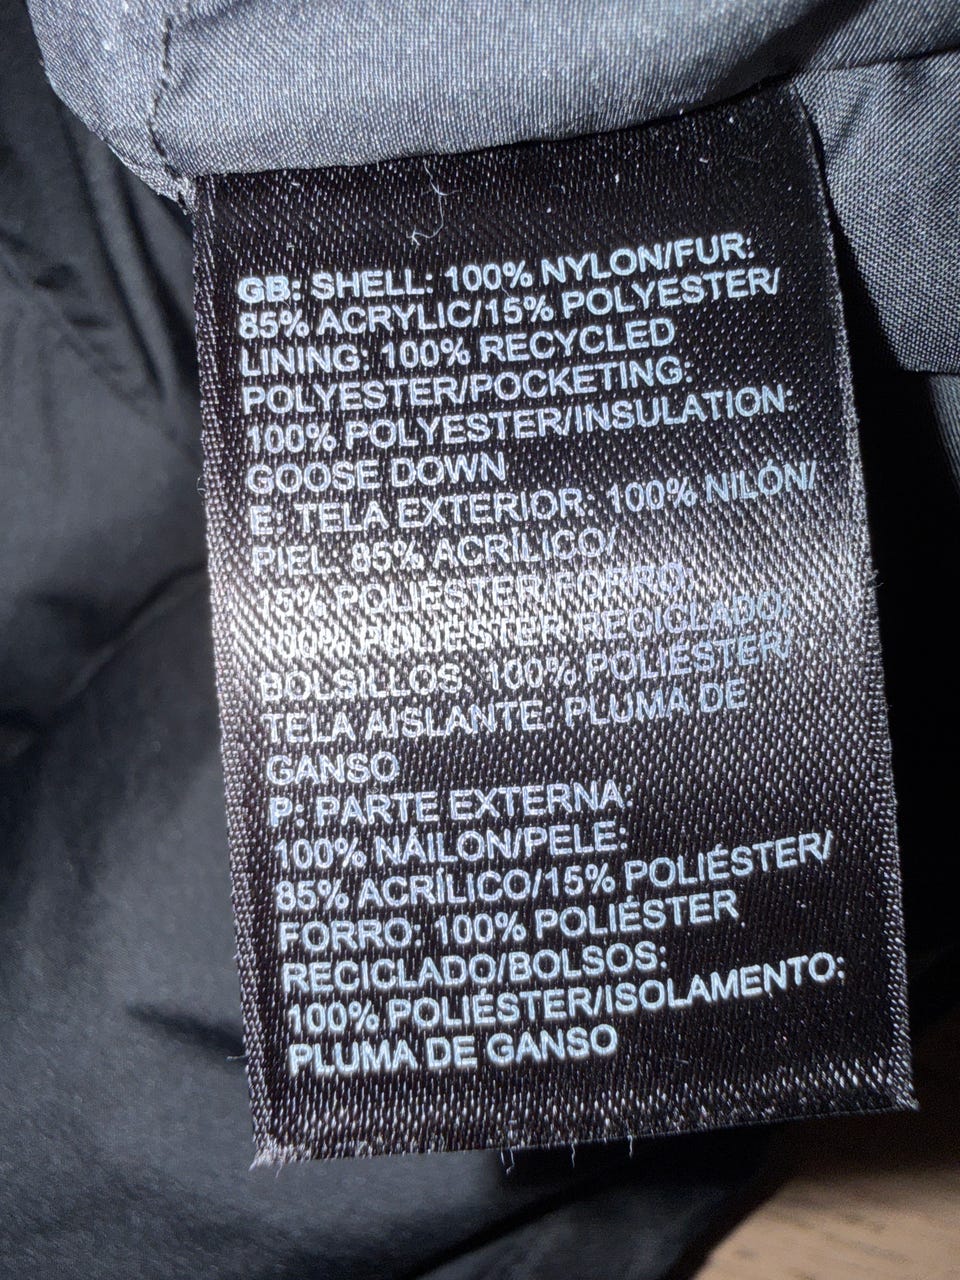 GB: SHELL: 100% NYLON/FUR:
85% ACRYLIC/15% POLYESTER/
LINING: 100% RECYCLED
POLYESTER/POCKETING:
100% POLYESTER/INSULATION:
GOOSE DOWN
E: TELA EXTERIOR: 100% NILÓN/
PIEL: 85% ACRÍLICO/
15% POLIÉSTER/FORRO:
100% POLIÉSTER RECICLADO/
BOLSILLOS: 100% POLIÉSTER/
TELA AISLANTE: PLUMA DE
GANSO
P: PARTE EXTERNA:
100% NÁILON/PELE:
85% ACRÍLICO/15% POLIÉSTER/
FORRO: 100% POLIÉSTER
RECICLADO/BOLSOS:
100% POLIÉSTER/ISOLAMENTO:
PLUMA DE GANSO